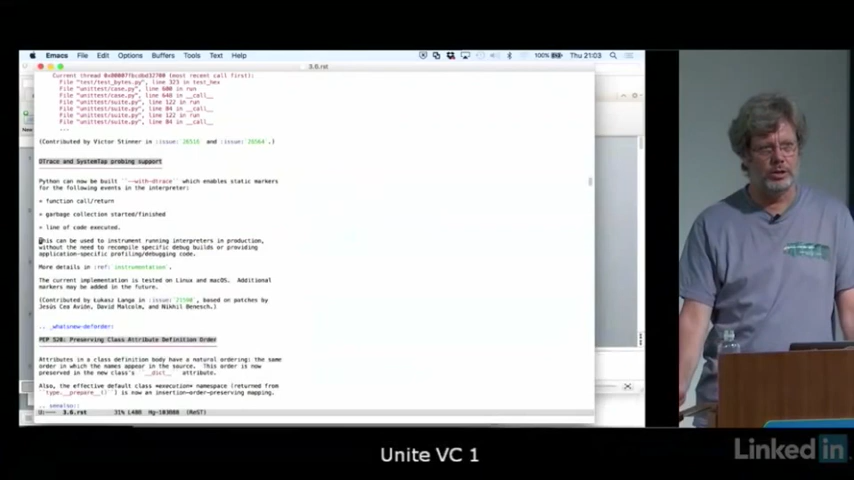 Emacs File Edit Options Buffers Tools Text Help 100% Thu 21:03
3.6.rst
Current thread
File "test/test_bytes.py", line 323 in test_hex
File "unittest/case.py", line 600 in run
File "unittest/case.py", line 648 in __call__
File "unittest/suite.py", line 122 in run
File "unittest/suite.py", line 84 in __call__
File "unittest/suite.py", line 122 in run
File "unittest/suite.py", line 84 in __call__
...
(Contributed by Victor Stinner in :issue:`26516` and :issue:`26564`.)
DTrace and SystemTap probing support
Python can now be built ``--with-dtrace`` which enables static markers
for the following events in the interpreter:
* function call/return
* garbage collection started/finished
* line of code executed.
This can be used to instrument running interpreters in production,
without the need to recompile specific debug builds or providing
application-specific profiling/debugging code.
More details in :ref:`instrumentation`.
The current implementation is tested on Linux and macOS. Additional
markers may be added in the future.
(Contributed by Łukasz Langa in :issue:`21590`, based on patches by
Jesús Cea Avión, David Malcolm, and Nikhil Benesch.)
.. _whatsnew-deforder:
PEP 520: Preserving Class Attribute Definition Order
Attributes in a class definition body have a natural ordering: the same
order in which the names appear in the source. This order is now
preserved in the new class's ``__dict__`` attribute.
Also, the effective default class *execution* namespace (returned from
``type.__prepare__()``) is now an insertion-order-preserving mapping.
.. seealso::
3.6.rst 31% L480 (ReST)
New
Unite VC 1
Linked in